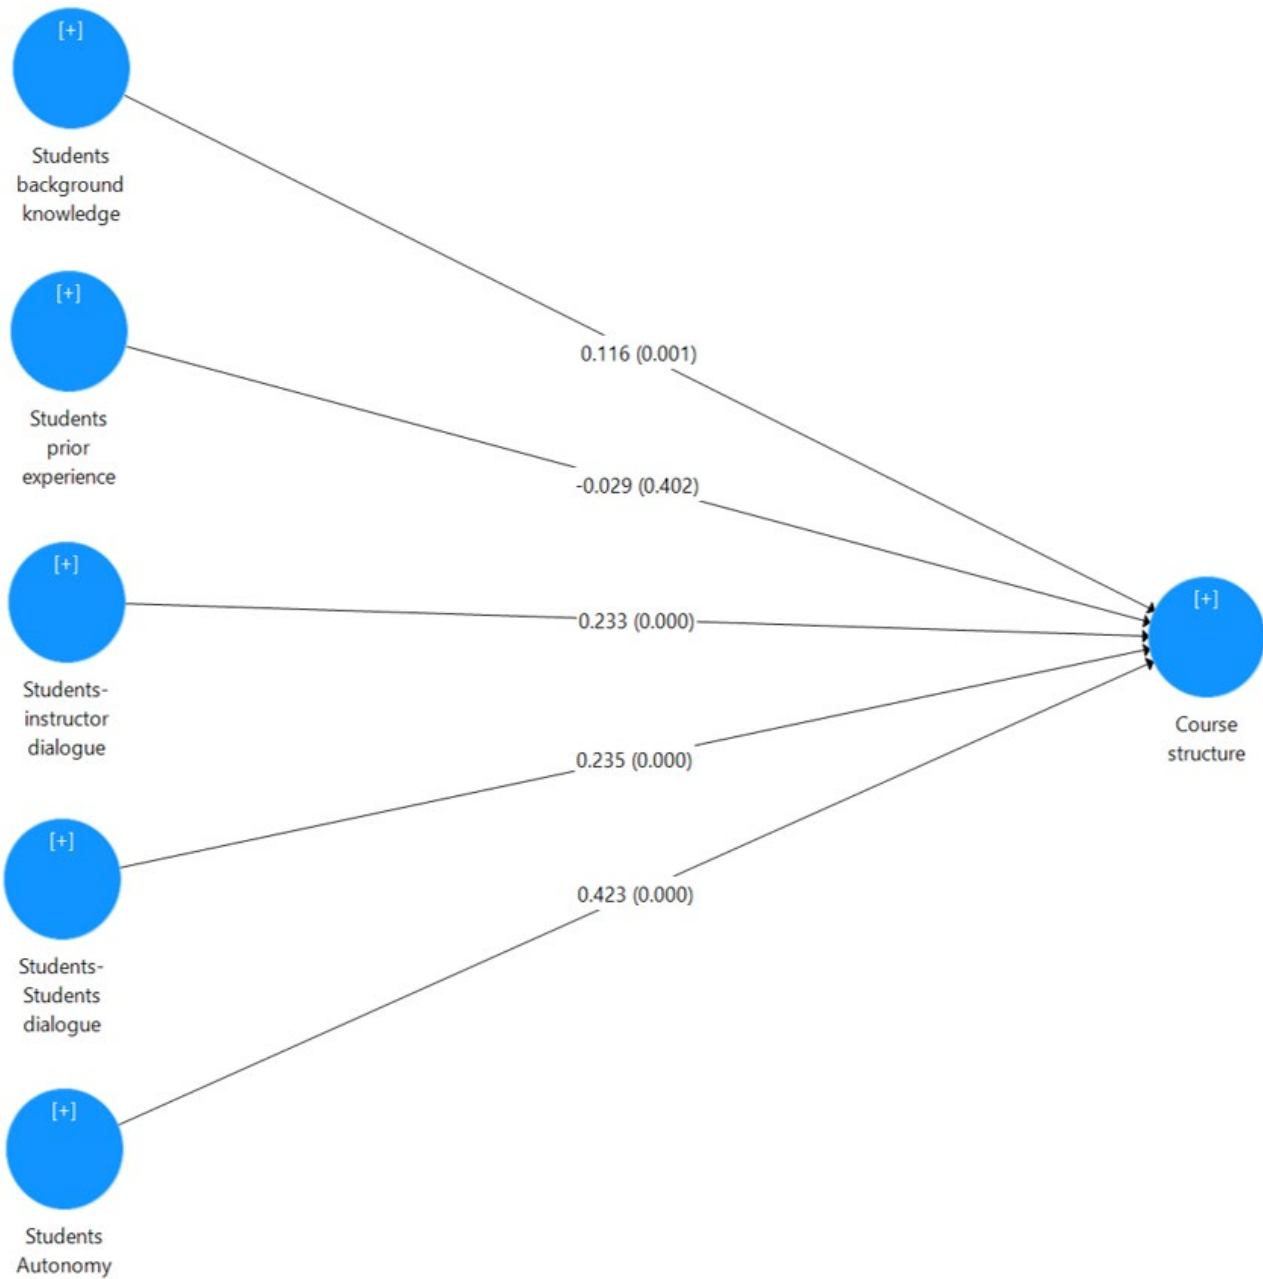 [+]
Students
background
knowledge
[+]
Students
prior
experience
[+]
Students-
instructor
dialogue
[+]
Students-
Students
dialogue
[+]
Students
Autonomy
0.116 (0.001)
-0.029 (0.402)
0.233 (0.000)
0.235 (0.000)
0.423 (0.000)
[+]
Course
structure